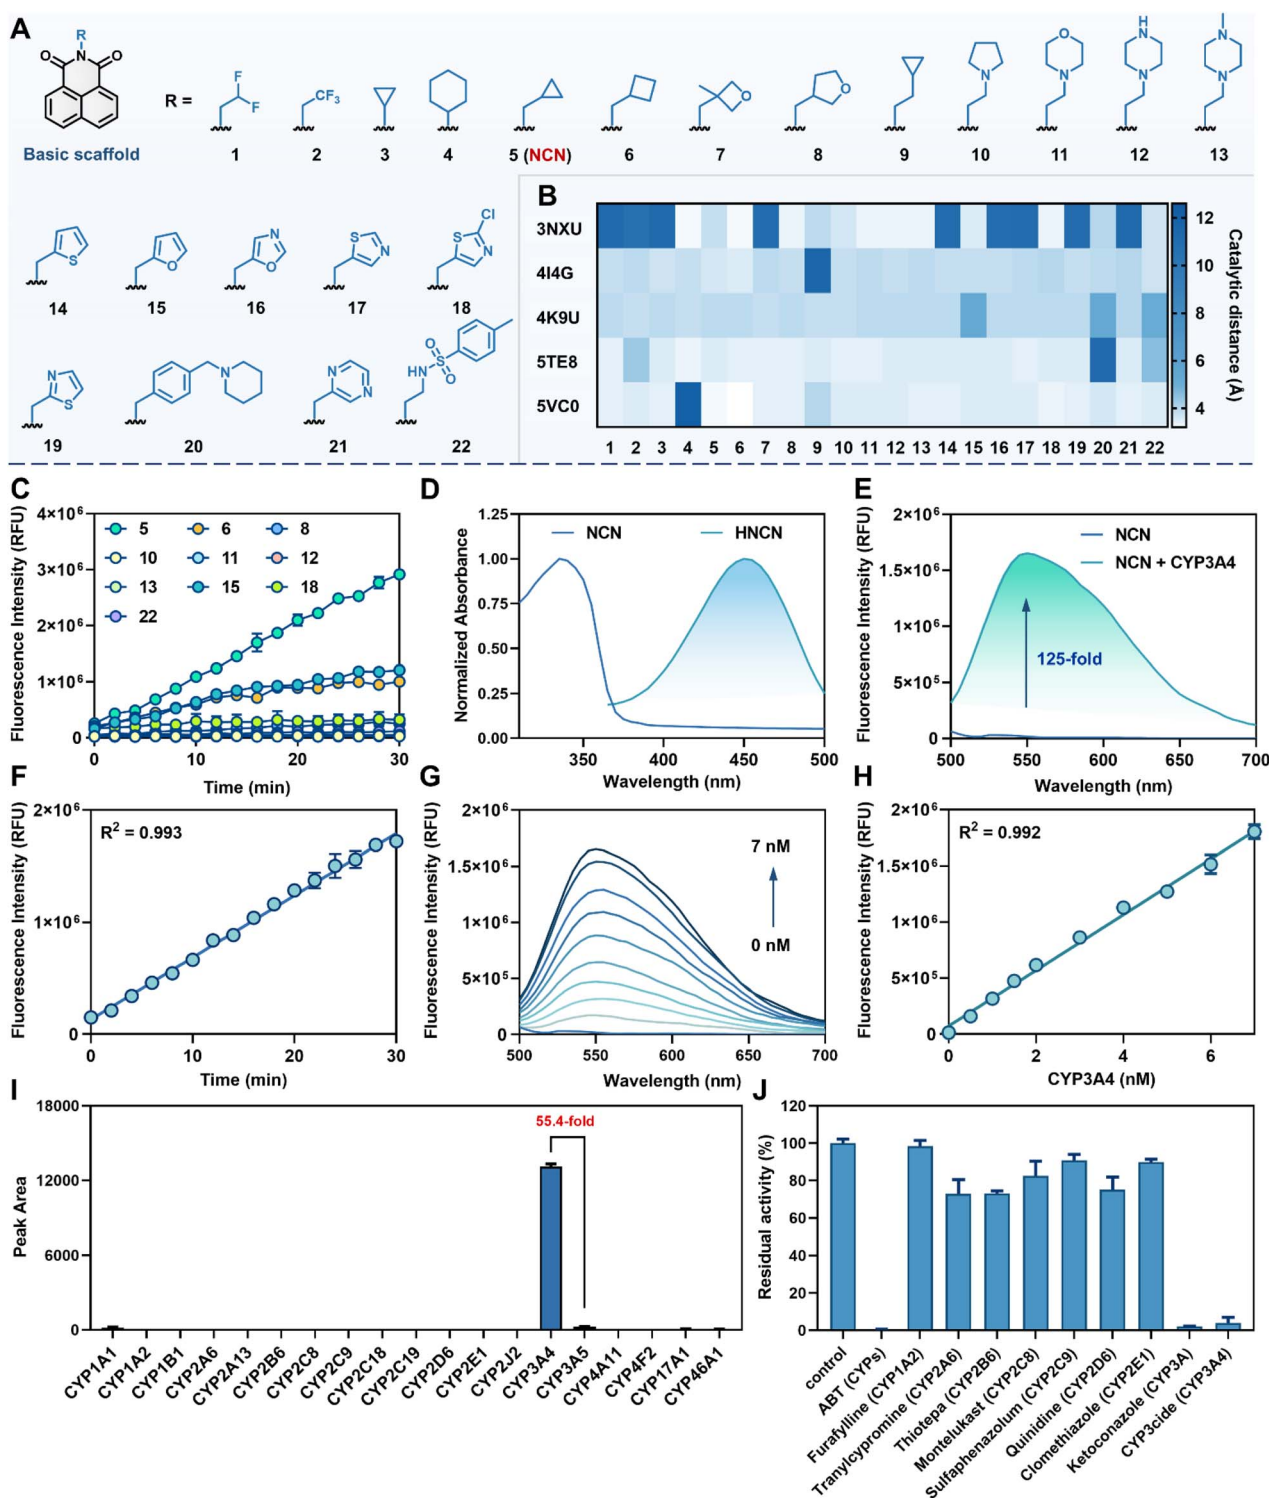 A
R
O
N
O
Basic scaffold
R =
F
F
1
CF3
2
3
4
5 (NCN)
6
O
7
O
8
9
N
10
O
N
11
H
N
N
12
N
N
13
S
14
O
15
N
O
16
S
N
17
Cl
S
N
18
N
S
19
N
20
N
N
21
O
HN
S
O
22
B
3NXU
4I4G
4K9U
5TE8
5VC0
1 2 3 4 5 6 7 8 9 10 11 12 13 14 15 16 17 18 19 20 21 22
12
10
8
6
4
Catalytic distance (Å)
C
Fluorescence Intensity (RFU)
4×10⁶
3×10⁶
2×10⁶
1×10⁶
0
5 6 8
10 11 12
13 15 18
22
0 10 20 30
Time (min)
D
Normalized Absorbance
1.25
1.00
0.75
0.50
0.25
0.00
NCN HNCN
350 400 450 500
Wavelength (nm)
E
Fluorescence Intensity (RFU)
2×10⁶
1.5×10⁶
1×10⁶
5×10⁵
0
NCN
NCN + CYP3A4
125-fold
500 550 600 650 700
Wavelength (nm)
F
Fluorescence Intensity (RFU)
2×10⁶
1×10⁶
0
R² = 0.993
0 10 20 30
Time (min)
G
Fluorescence Intensity (RFU)
2×10⁶
1.5×10⁶
1×10⁶
5×10⁵
0
7 nM
0 nM
500 550 600 650 700
Wavelength (nm)
H
Fluorescence Intensity (RFU)
2×10⁶
1.5×10⁶
1×10⁶
5×10⁵
0
R² = 0.992
0 2 4 6
CYP3A4 (nM)
I
Peak Area
18000
12000
6000
0
55.4-fold
CYP1A1
CYP1A2
CYP1B1
CYP2A6
CYP2A13
CYP2B6
CYP2C8
CYP2C9
CYP2C18
CYP2C19
CYP2D6
CYP2E1
CYP2J2
CYP3A4
CYP3A5
CYP4A11
CYP4F2
CYP17A1
CYP46A1
J
Residual activity (%)
120
100
80
60
40
20
0
control
ABT (CYPs)
Furafylline (CYP1A2)
Tranylcypromine (CYP2A6)
Thiotepa (CYP2B6)
Montelukast (CYP2C8)
Sulfaphenazolum (CYP2C9)
Quinidine (CYP2D6)
Clomethiazole (CYP2E1)
Ketoconazole (CYP3A)
CYP3cide (CYP3A4)